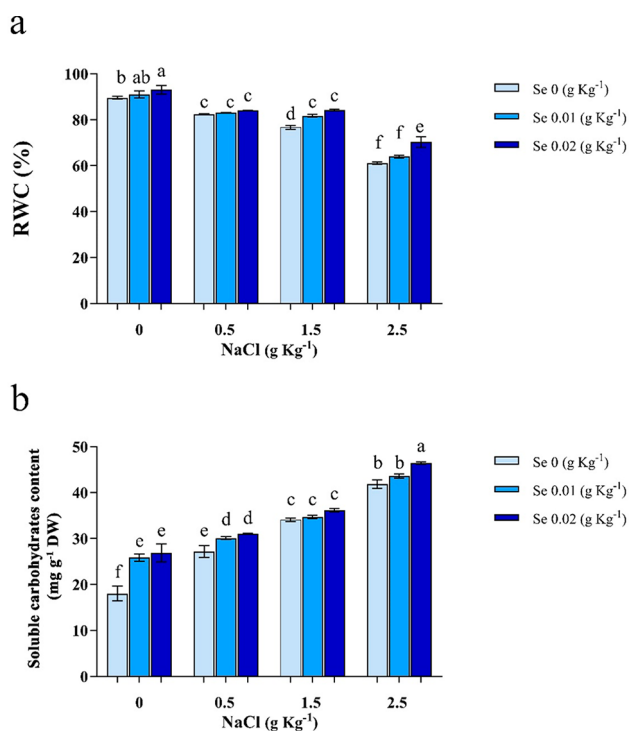 a
b ab a
c c c
d c c
f f e
100
80
60
40
20
0
RWC (%)
0 0.5 1.5 2.5
NaCl (g Kg⁻¹)
Se 0 (g Kg⁻¹)
Se 0.01 (g Kg⁻¹)
Se 0.02 (g Kg⁻¹)
b
f e e
e d d
c c c
b b a
50
40
30
20
10
0
Soluble carbohydrates content
(mg g⁻¹ DW)
0 0.5 1.5 2.5
NaCl (g Kg⁻¹)
Se 0 (g Kg⁻¹)
Se 0.01 (g Kg⁻¹)
Se 0.02 (g Kg⁻¹)